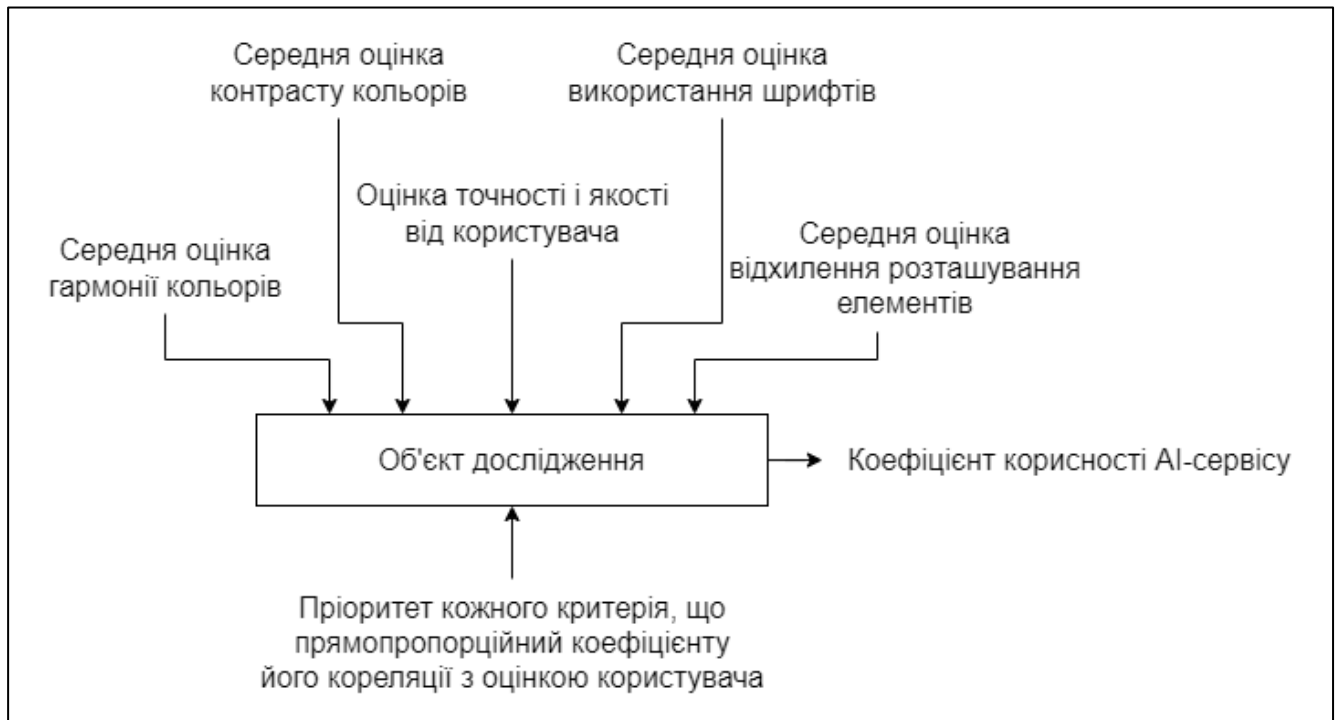 Середня оцінка
контрасту кольорів
Середня оцінка
використання шрифтів
Оцінка точності і якості
від користувача
Середня оцінка
гармонії кольорів
Середня оцінка
відхилення розташування
елементів
Об'єкт дослідження
Коефіцієнт корисності AI-сервісу
Пріоритет кожного критерія, що
прямопропорційний коефіцієнту
його кореляції з оцінкою користувача